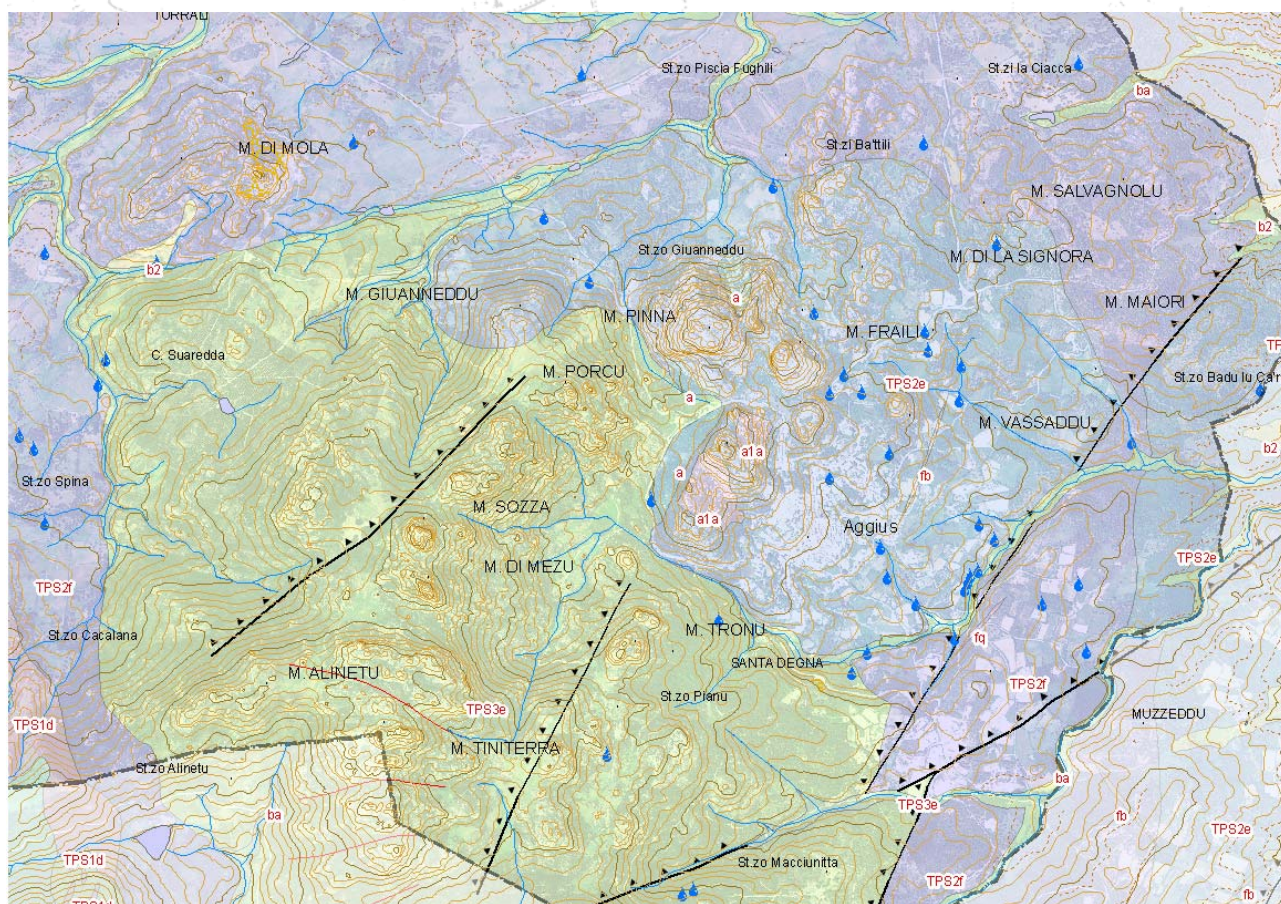 TURRALI
St.zo Piscia Fughili
St.zi la Ciacca
ba
M. DI MOLA
St.zi Battili
M. SALVAGNOLU
b2
St.zo Giuanneddu
M. DI LA SIGNORA
b2
M. GIUANNEDDU
a
M. MAIORI
M. PINNA
M. FRAILI
C. Suaredda
M. PORCU
TPS2e
St.zo Badu lu Ca
a
M. VASSADDU
b2
a1a
St.zo Spina
a
fb
M. SOZZA
a1a
Aggius
TPS2e
M. DI MEZU
TPS2f
St.zo Cacalana
M. TRONU
fq
SANTA DEGNA
M. ALINETU
St.zo Pianu
TPS2f
TPS3e
MUZZEDDU
TPS1d
M. TINITERRA
St.zo Alinetu
ba
TPS3e
ba
fb
TPS2e
TPS1d
St.zo Macciunitta
TPS2f
fb